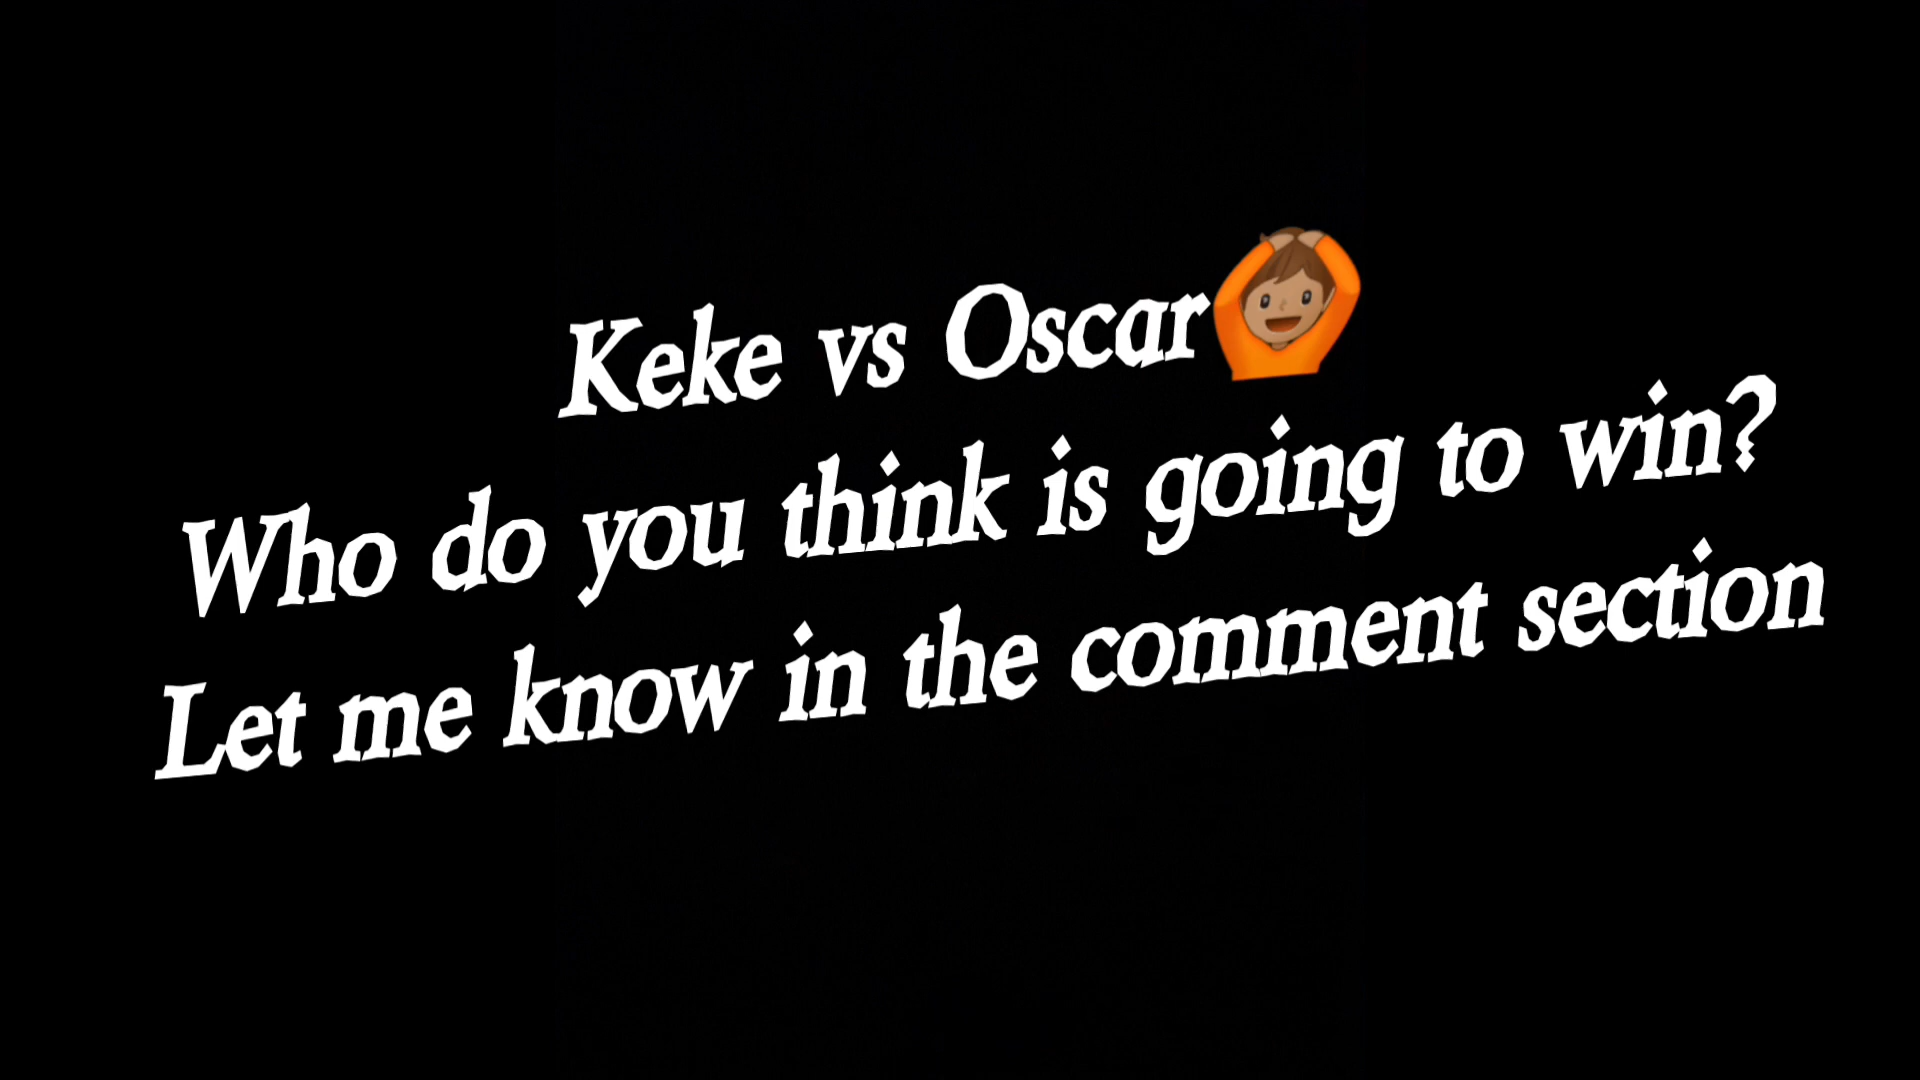 Keke vs Oscar🙆🏽
Who do you think is going to win?
Let me know in the comment section